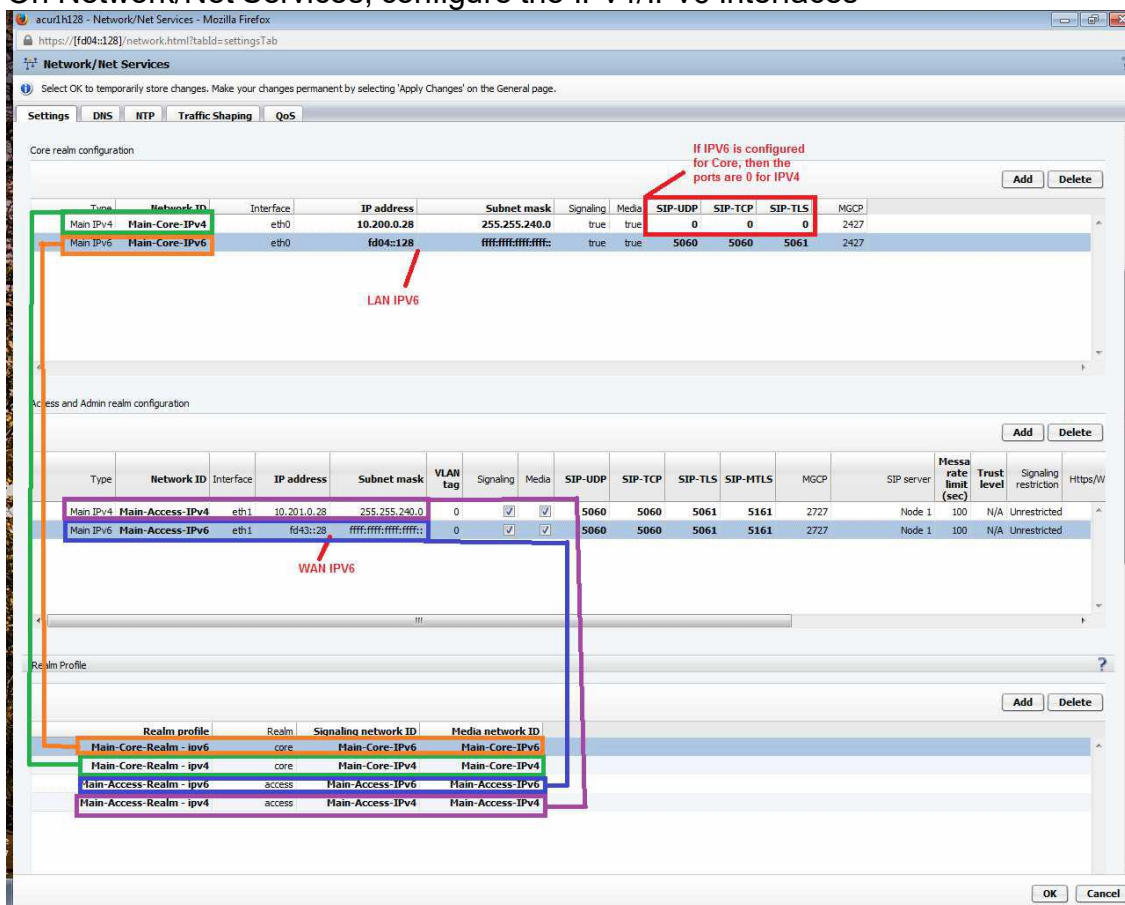 On Network/Net Services, configure the IPV4/IPV6 interfaces
acur1h128 - Network/Net Services - Mozilla Firefox
https://[fd04::128]/network.html?tabId=settingsTab
Network/Net Services
Select OK to temporarily store changes. Make your changes permanent by selecting 'Apply Changes' on the General page.
Settings DNS NTP Traffic Shaping QoS
Core realm configuration
If IPV6 is configured
for Core, then the
ports are 0 for IPV4
Add Delete
Type Network ID Interface IP address Subnet mask Signaling Media SIP-UDP SIP-TCP SIP-TLS MGCP
Main IPv4 Main-Core-IPv4 eth0 10.200.0.28 255.255.240.0 true true 0 0 0 2427
Main IPv6 Main-Core-IPv6 eth0 fd04::128 ffff:ffff:ffff:ffff:: true true 5060 5060 5061 2427
LAN IPV6
Access and Admin realm configuration
Add Delete
Type Network ID Interface IP address Subnet mask VLAN tag Signaling Media SIP-UDP SIP-TCP SIP-TLS SIP-MTLS MGCP SIP server Messa rate limit (sec) Trust level Signaling restriction Https/W
Main IPv4 Main-Access-IPv4 eth1 10.201.0.28 255.255.240.0 0 5060 5060 5061 5161 2727 Node 1 100 N/A Unrestricted
Main IPv6 Main-Access-IPv6 eth1 fd43::28 ffff:ffff:ffff:ffff:: 0 5060 5060 5061 5161 2727 Node 1 100 N/A Unrestricted
WAN IPV6
Realm Profile
?
Add Delete
Realm profile Realm Signaling network ID Media network ID
Main-Core-Realm - ipv6 core Main-Core-IPv6 Main-Core-IPv6
Main-Core-Realm - ipv4 core Main-Core-IPv4 Main-Core-IPv4
Main-Access-Realm - ipv6 access Main-Access-IPv6 Main-Access-IPv6
Main-Access-Realm - ipv4 access Main-Access-IPv4 Main-Access-IPv4
OK Cancel